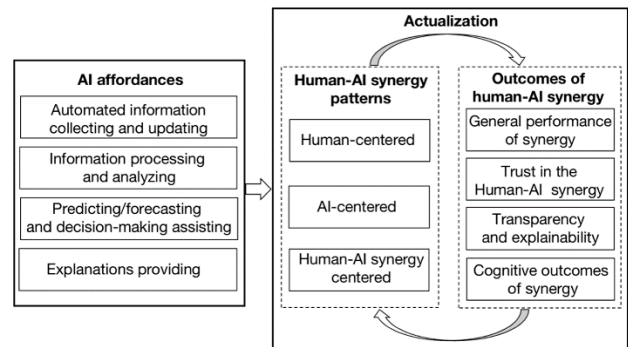 Actualization
AI affordances
Automated information
collecting and updating
Information processing
and analyzing
Predicting/forecasting
and decision-making assisting
Explanations providing
Human-AI synergy
patterns
Human-centered
AI-centered
Human-AI synergy
centered
Outcomes of
human-AI synergy
General performance
of synergy
Trust in the
Human-AI synergy
Transparency
and explainability
Cognitive outcomes
of synergy